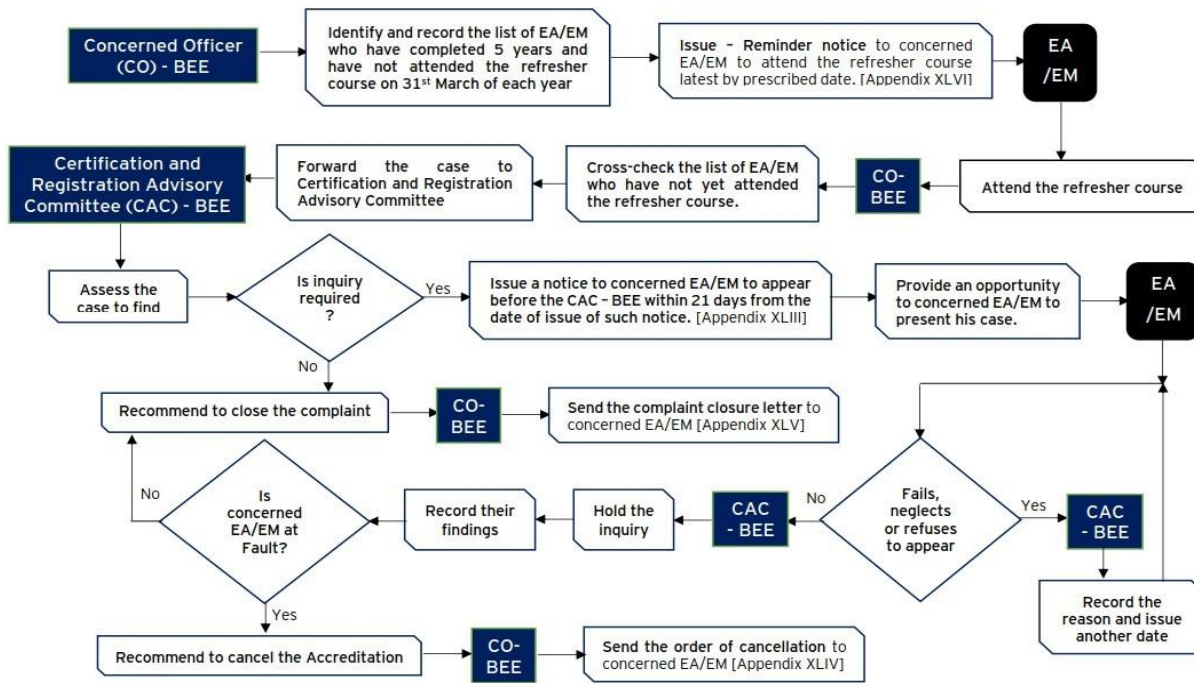 Concerned Officer
(CO) - BEE
Identify and record the list of EA/EM
who have completed 5 years and
have not attended the refresher
course on 31st March of each year
Issue – Reminder notice to concerned
EA/EM to attend the refresher course
latest by prescribed date. [Appendix XLVI]
EA
/EM
Certification and
Registration Advisory
Committee (CAC) - BEE
Forward the case to
Certification and Registration
Advisory Committee
Cross-check the list of EA/EM
who have not yet attended
the refresher course.
CO-
BEE
Attend the refresher course
Assess the
case to find
Is inquiry
required
?
Yes
Issue a notice to concerned EA/EM to appear
before the CAC – BEE within 21 days from the
date of issue of such notice. [Appendix XLIII]
Provide an opportunity
to concerned EA/EM to
present his case.
EA
/EM
No
Recommend to close the complaint
CO-
BEE
Send the complaint closure letter to
concerned EA/EM [Appendix XLV]
No
Is
concerned
EA/EM at
Fault?
Record their
findings
Hold the
inquiry
CAC
- BEE
No
Fails,
neglects
or refuses
to appear
Yes
CAC
- BEE
Yes
Record the
reason and issue
another date
Recommend to cancel the Accreditation
CO-
BEE
Send the order of cancellation to
concerned EA/EM [Appendix XLIV]